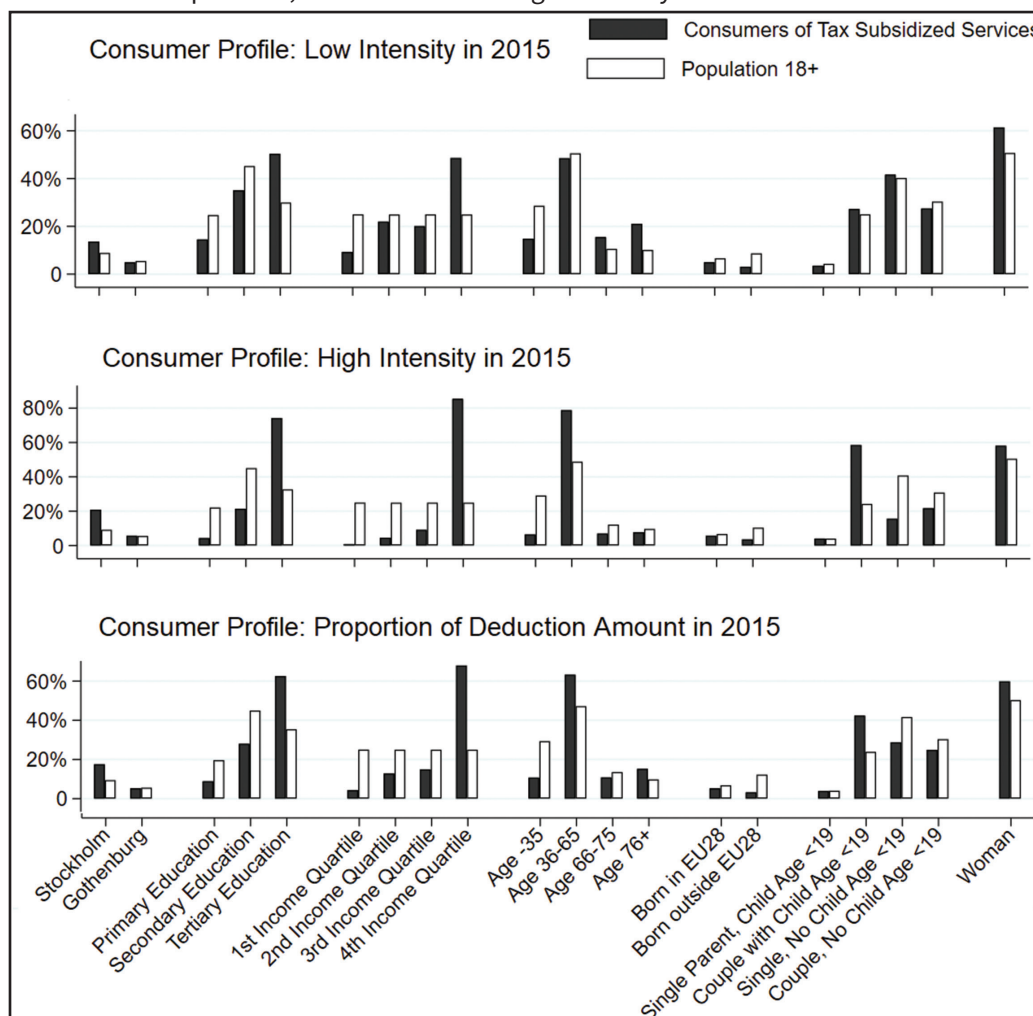 Consumers of Tax Subsidized Services
Consumer Profile: Low Intensity in 2015
Population 18+
60%
40%
20%
0
Consumer Profile: High Intensity in 2015
80%
60%
40%
20%
0
Consumer Profile: Proportion of Deduction Amount in 2015
60%
40%
20%
0
Stockholm
Gothenburg
Primary Education
Secondary Education
Tertiary Education
1st Income Quartile
2nd Income Quartile
3rd Income Quartile
4th Income Quartile
Age -35
Age 36-65
Age 66-75
Age 76+
Born in EU28
Born outside EU28
Single Parent, Child Age <19
Couple with Child Age <19
Single, No Child Age <19
Couple, No Child Age <19
Woman